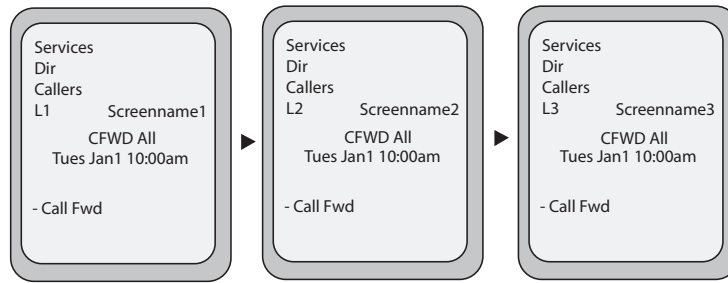 Services
Dir
Callers
L1 Screenname1
CFWD All
Tues Jan1 10:00am
- Call Fwd
Services
Dir
Callers
L2 Screenname2
CFWD All
Tues Jan1 10:00am
- Call Fwd
Services
Dir
Callers
L3 Screenname3
CFWD All
Tues Jan1 10:00am
- Call Fwd